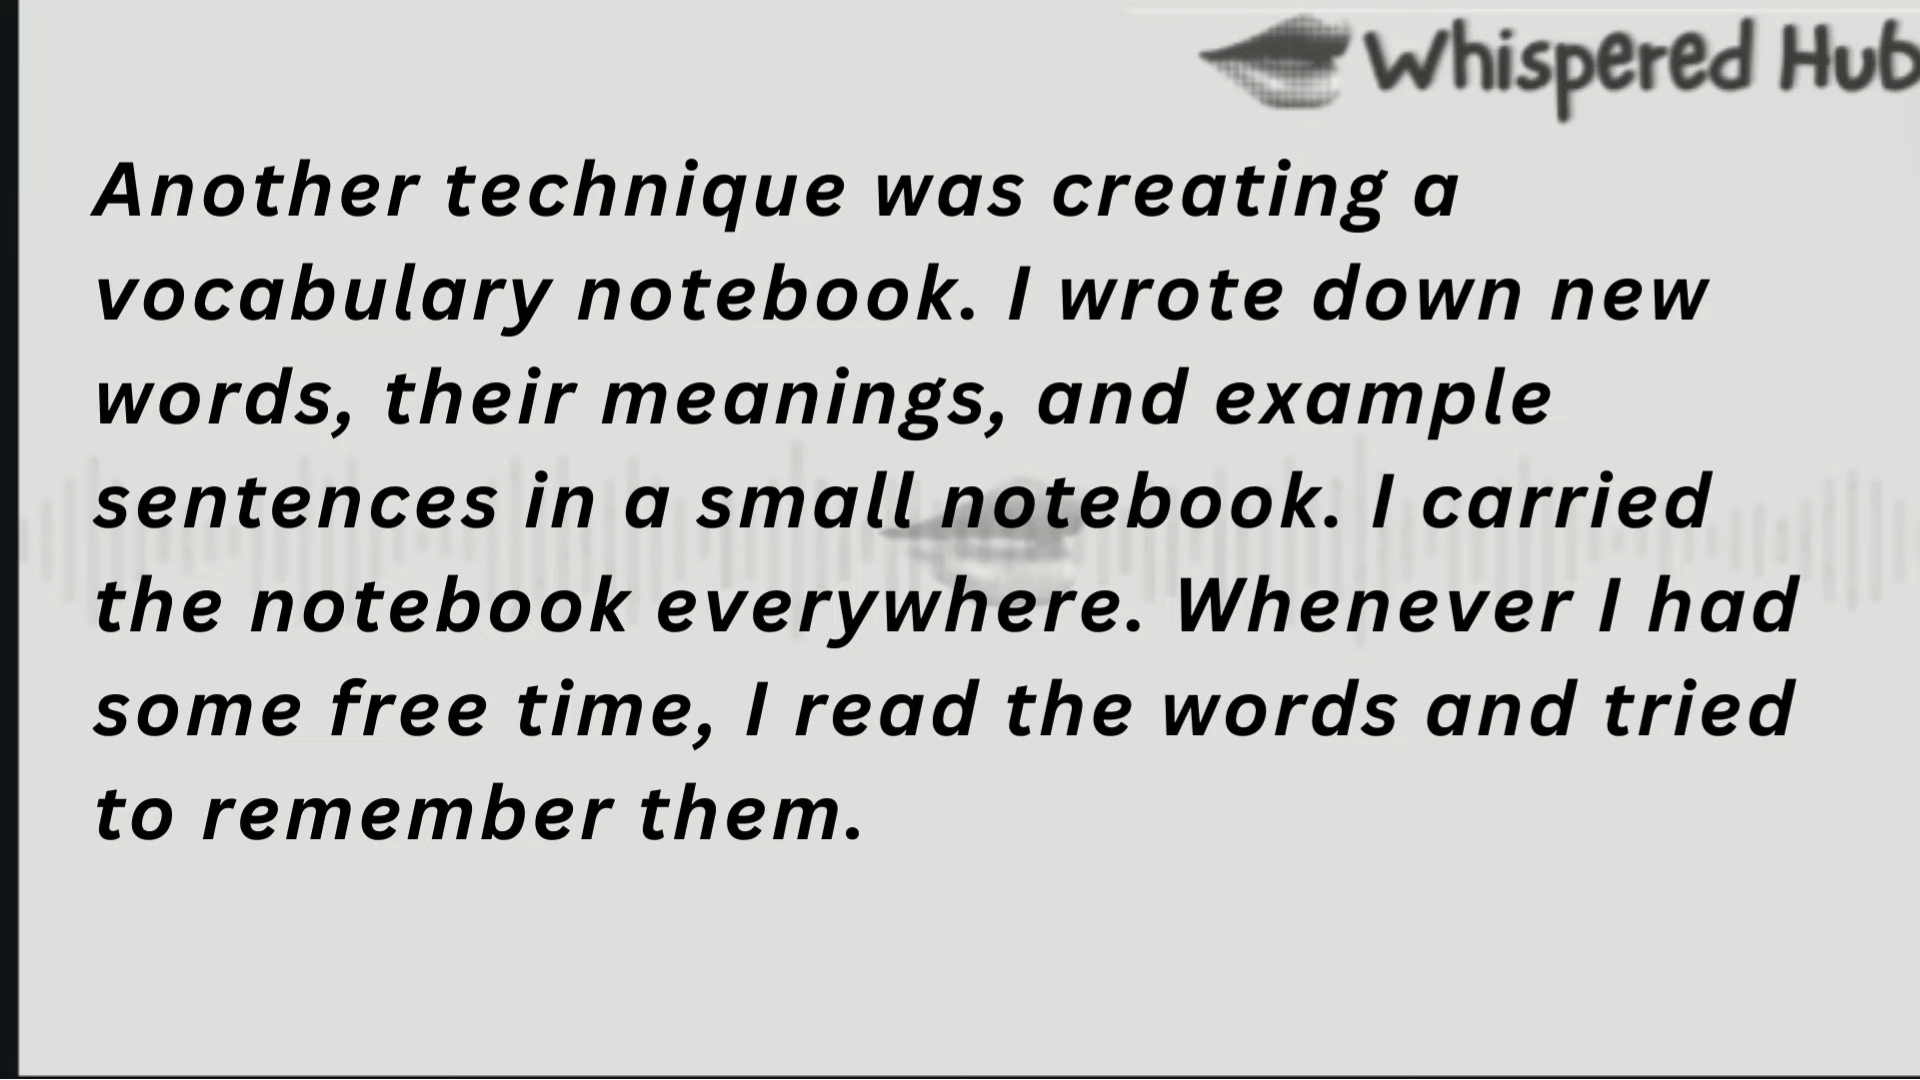 Whispered Hub
Another technique was creating a
vocabulary notebook. I wrote down new
words, their meanings, and example
sentences in a small notebook. I carried
the notebook everywhere. Whenever I had
some free time, I read the words and tried
to remember them.